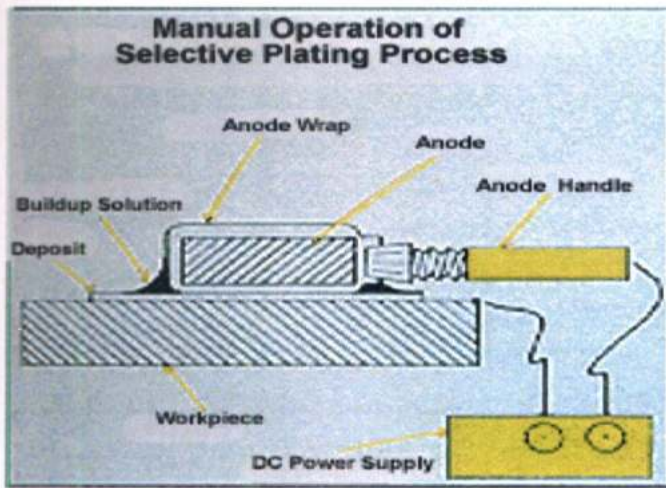 Manual Operation of
Selective Plating Process
Anode Wrap
Anode
Anode Handle
Buildup Solution
Deposit
Workpiece
DC Power Supply